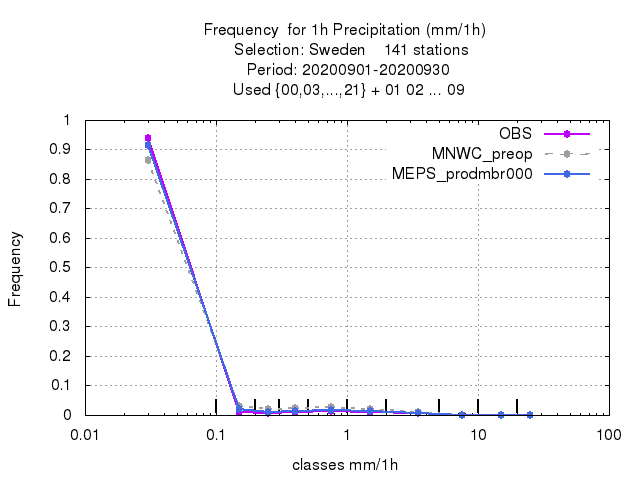 Frequency  for 1h Precipitation (mm/1h)
Selection: Sweden    141 stations
Period: 20200901-20200930
Used {00,03,...,21} + 01 02 ... 09
OBS
MNWC_preop
MEPS_prodmbr000
1
0.9
0.8
0.7
0.6
0.5
0.4
0.3
0.2
0.1
0
Frequency
0.01 0.1 1 10 100
classes mm/1h